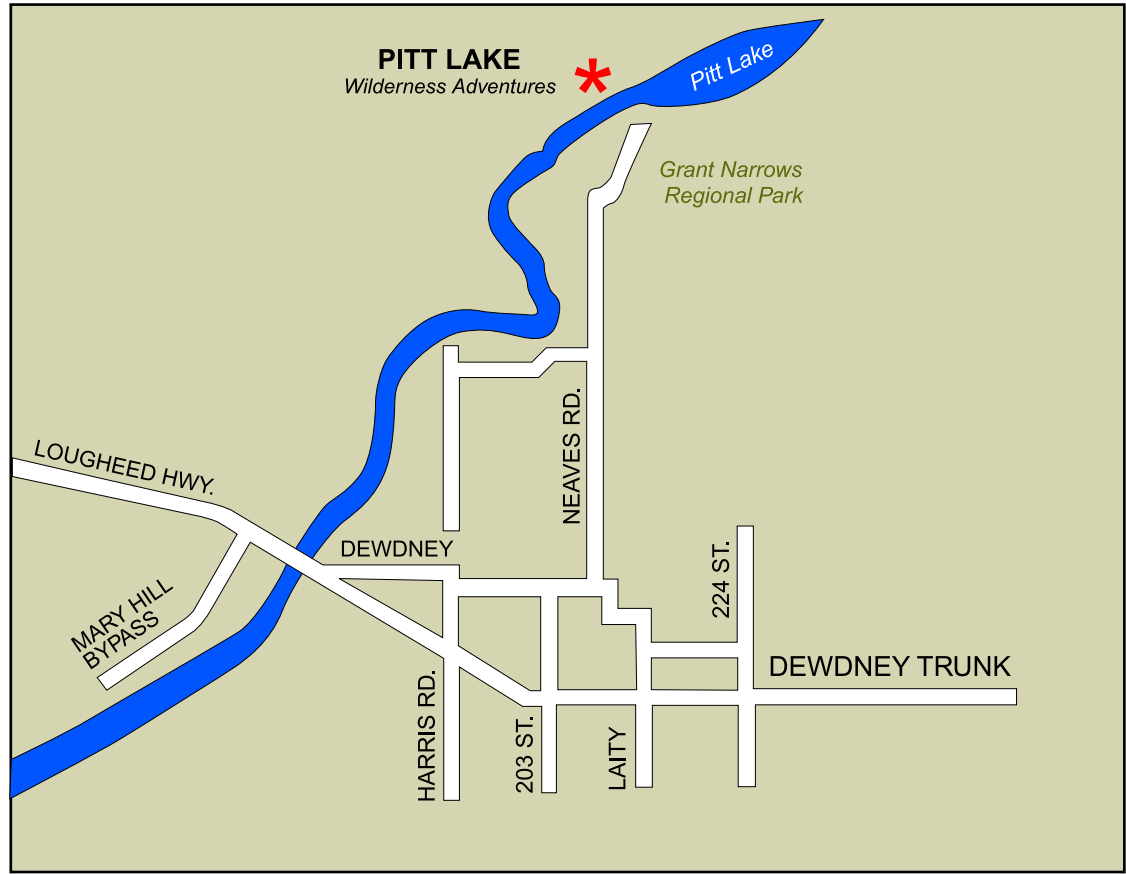 PITT LAKE
Wilderness Adventures
*
Pitt Lake
Grant Narrows
Regional Park
NEAVES RD.
LOUGHEED HWY.
DEWDNEY
224 ST.
MARY HILL
BYPASS
DEWDNEY TRUNK
HARRIS RD.
203 ST.
LAITY